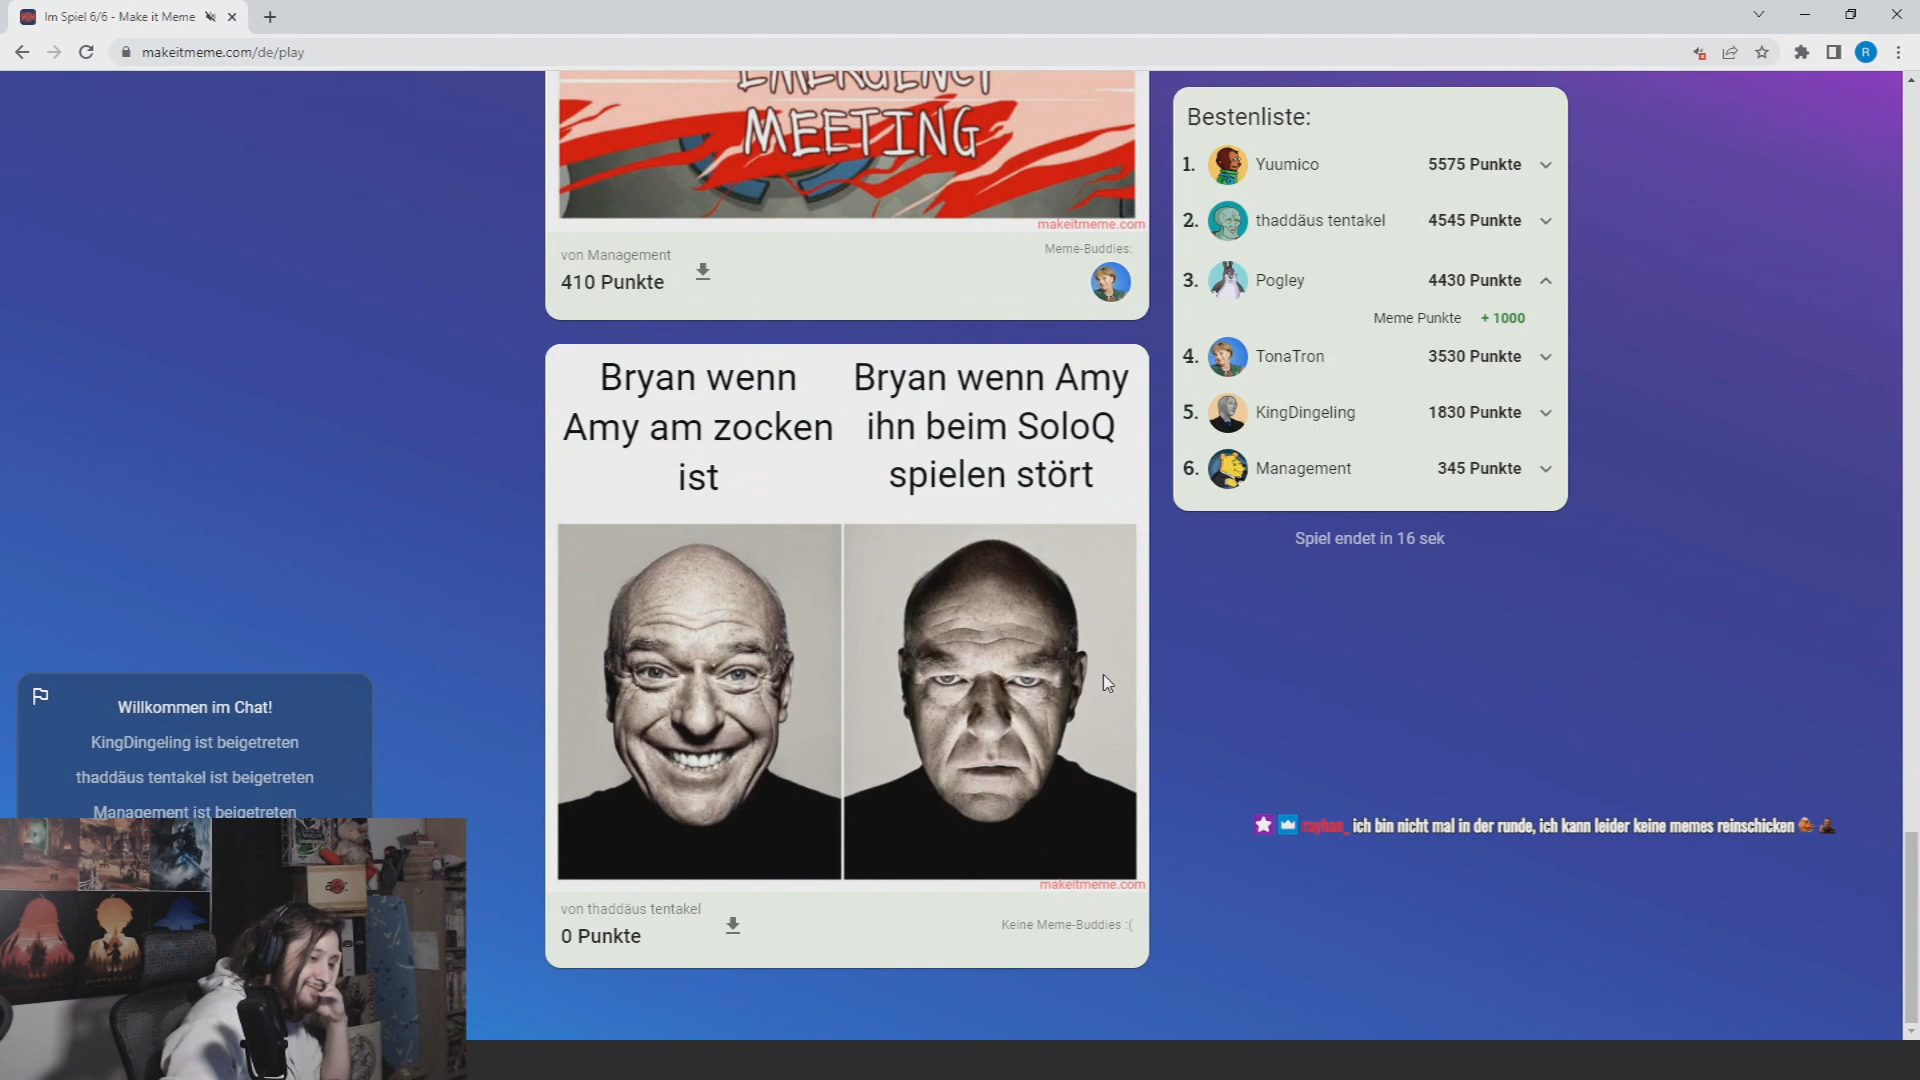 Im Spiel 6/6 - Make it Meme
makeitmeme.com/de/play
R
EMERGENCY
MEETING
makeitmeme.com
von Management
410 Punkte
Meme-Buddies:
Bryan wenn
Amy am zocken
ist
Bryan wenn Amy
ihn beim SoloQ
spielen stört
makeitmeme.com
von thaddäus tentakel
0 Punkte
Keine Meme-Buddies :(
Bestenliste:
1. Yuumico 5575 Punkte
2. thaddäus tentakel 4545 Punkte
3. Pogley 4430 Punkte
Meme Punkte + 1000
4. TonaTron 3530 Punkte
5. KingDingeling 1830 Punkte
6. Management 345 Punkte
Spiel endet in 16 sek
Willkommen im Chat!
KingDingeling ist beigetreten
thaddäus tentakel ist beigetreten
Management ist beigetreten
rayhan_ ich bin nicht mal in der runde, ich kann leider keine memes reinschicken